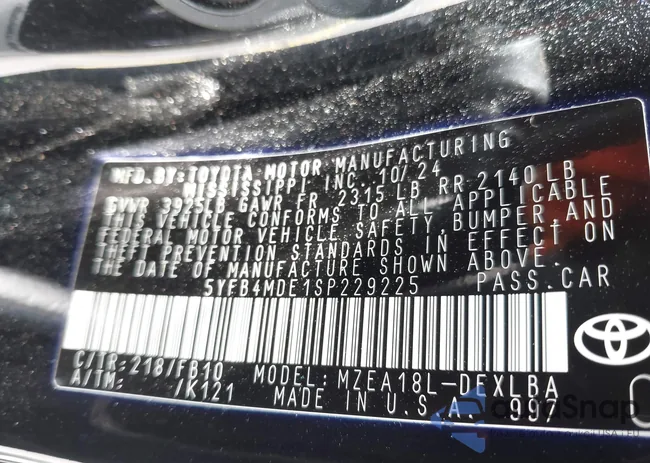 MFD.BY:TOYOTA MOTOR MANUFACTURING
MISSISSIPPI INC. 10/24
GVWR 3925LB GAWR FR 2315 LB RR 2140 LB
THIS VEHICLE CONFORMS TO ALL APPLICABLE
FEDERAL MOTOR VEHICLE SAFETY,BUMPER AND
THEFT PREVENTION STANDARDS IN EFFECT ON
THE DATE OF MANUFACTURE SHOWN ABOVE.
5YFB4MDE1SP229225 PASS.CAR
C/TR:218/FB10 MODEL:MZEA18L-DEXLBA
A/TM: /K121 MADE IN U.S.A. 997
autoSnap